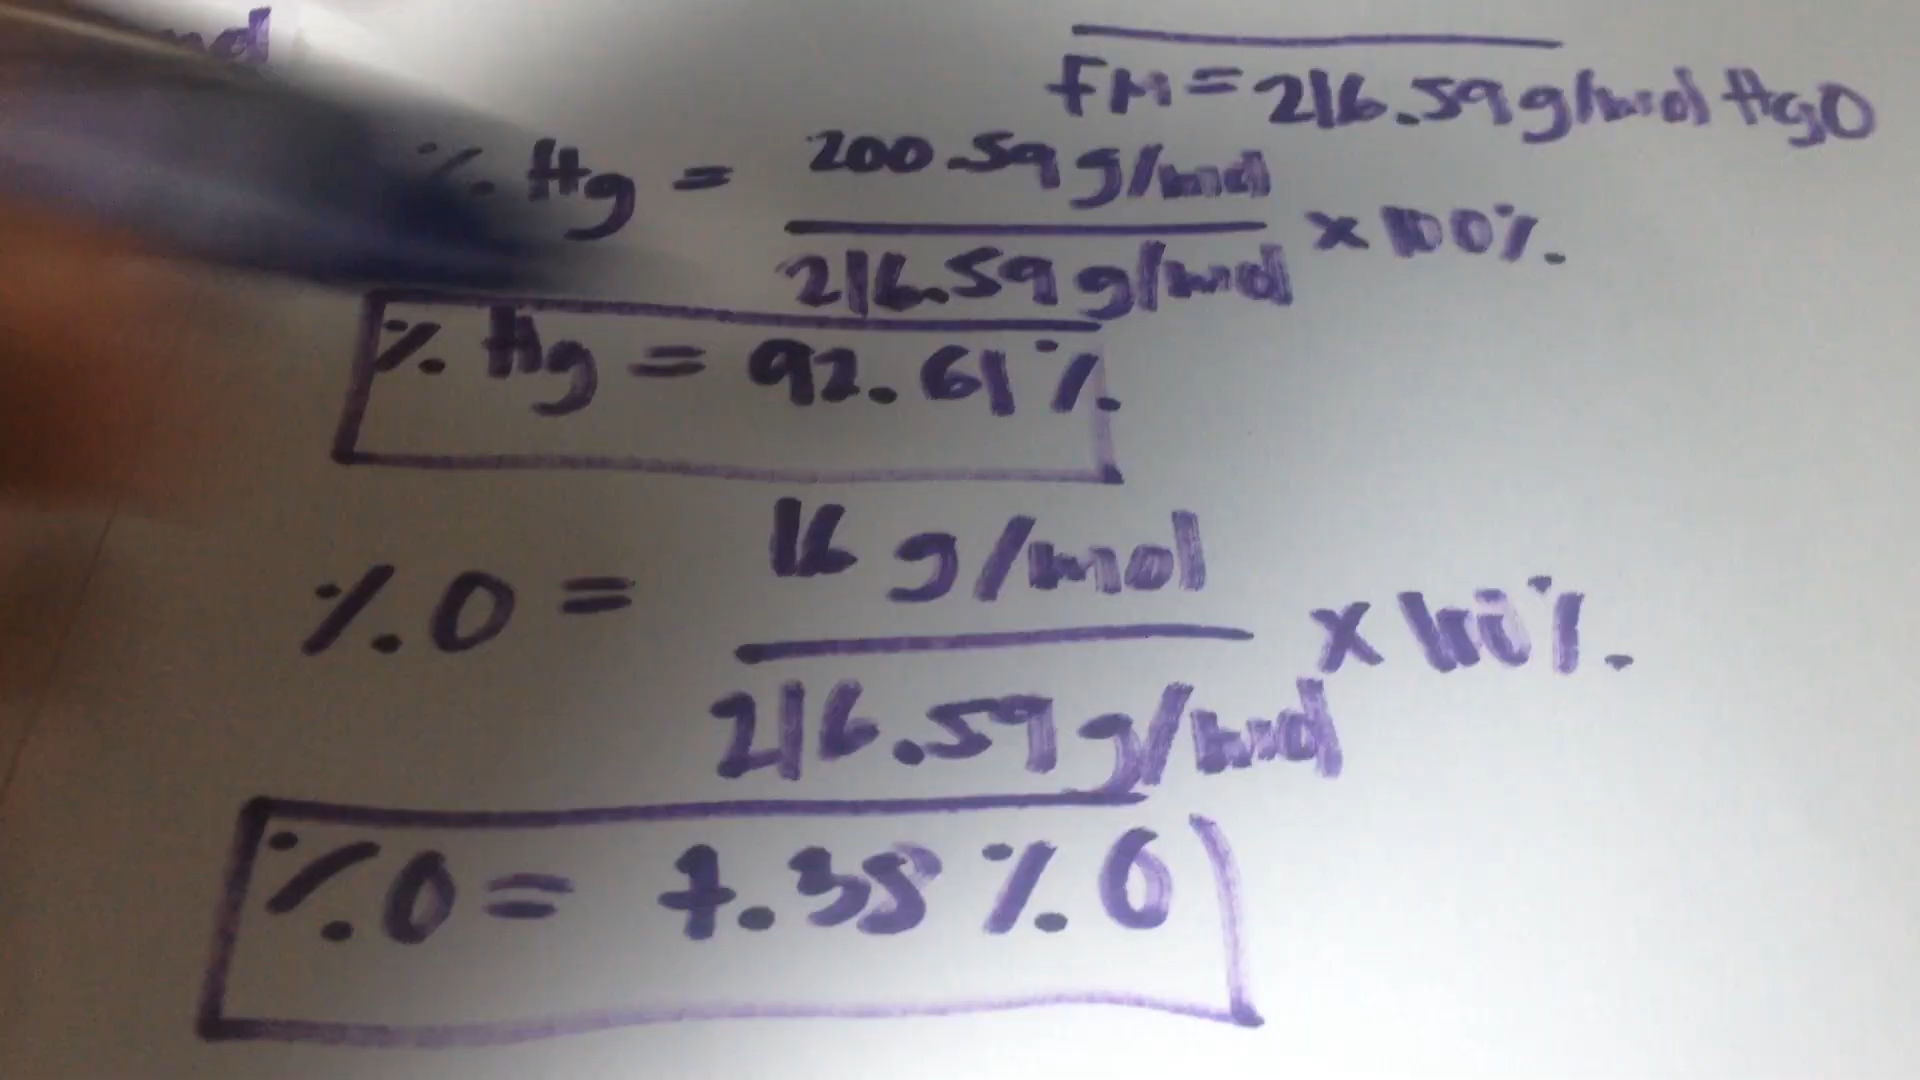 FM = 216.59 g/mol HgO
% Hg = 200.59 g/mol
216.59 g/mol x 100%
% Hg = 92.61%
% O = 16 g/mol
216.59 g/mol x 100%
% O = 7.38 % O